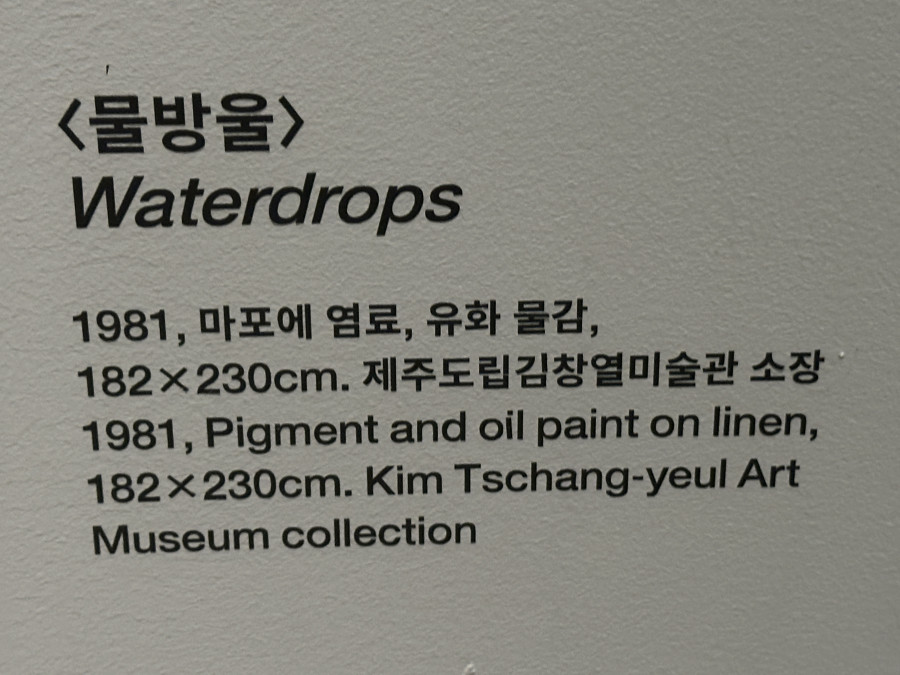 〈물방울〉
Waterdrops
1981, 마포에 염료, 유화 물감,
182×230cm. 제주도립김창열미술관 소장
1981, Pigment and oil paint on linen,
182×230cm. Kim Tschang-yeul Art
Museum collection